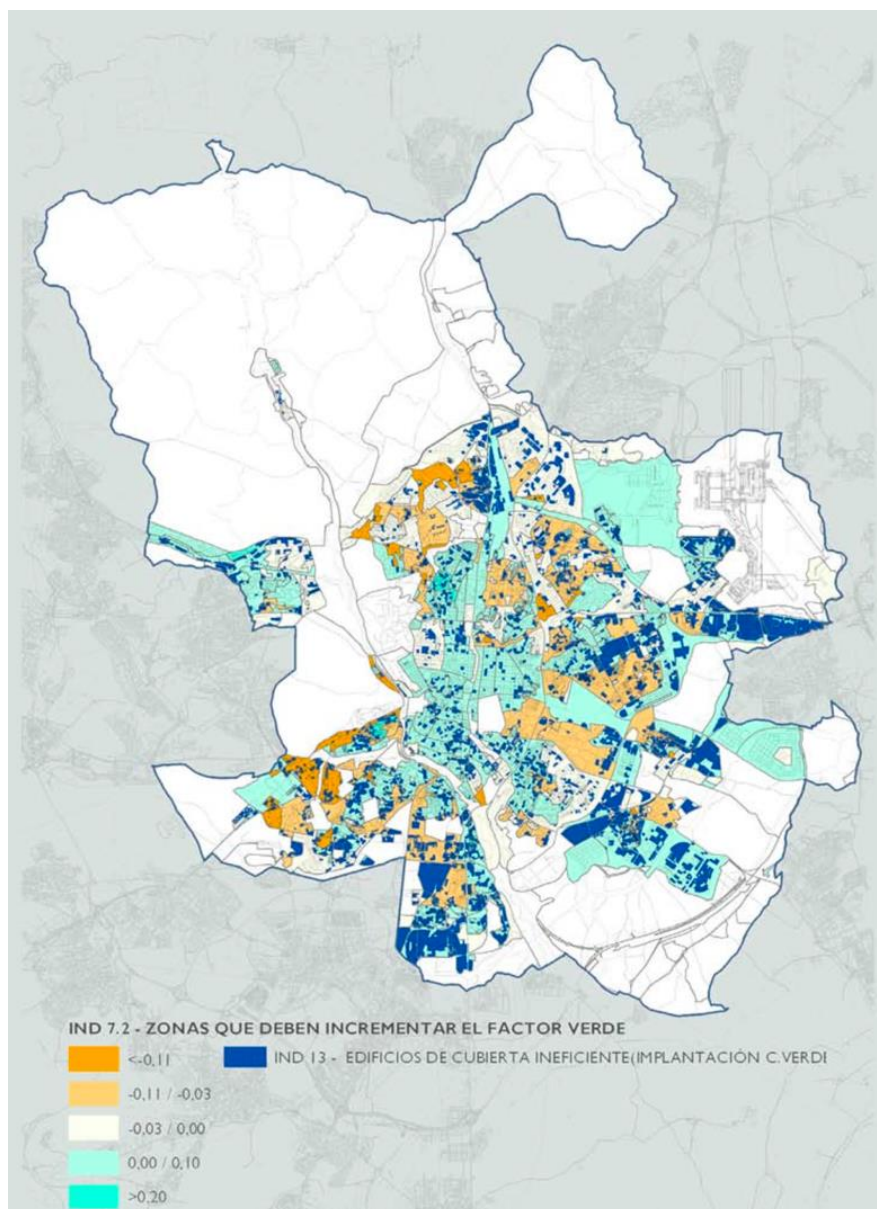 IND 7.2 - ZONAS QUE DEBEN INCREMENTAR EL FACTOR VERDE
<-0,11
IND 13 - EDIFICIOS DE CUBIERTA INEFICIENTE(IMPLANTACIÓN C.VERDE
-0,11 / -0,03
-0,03 / 0,00
0,00 / 0,10
>0,20